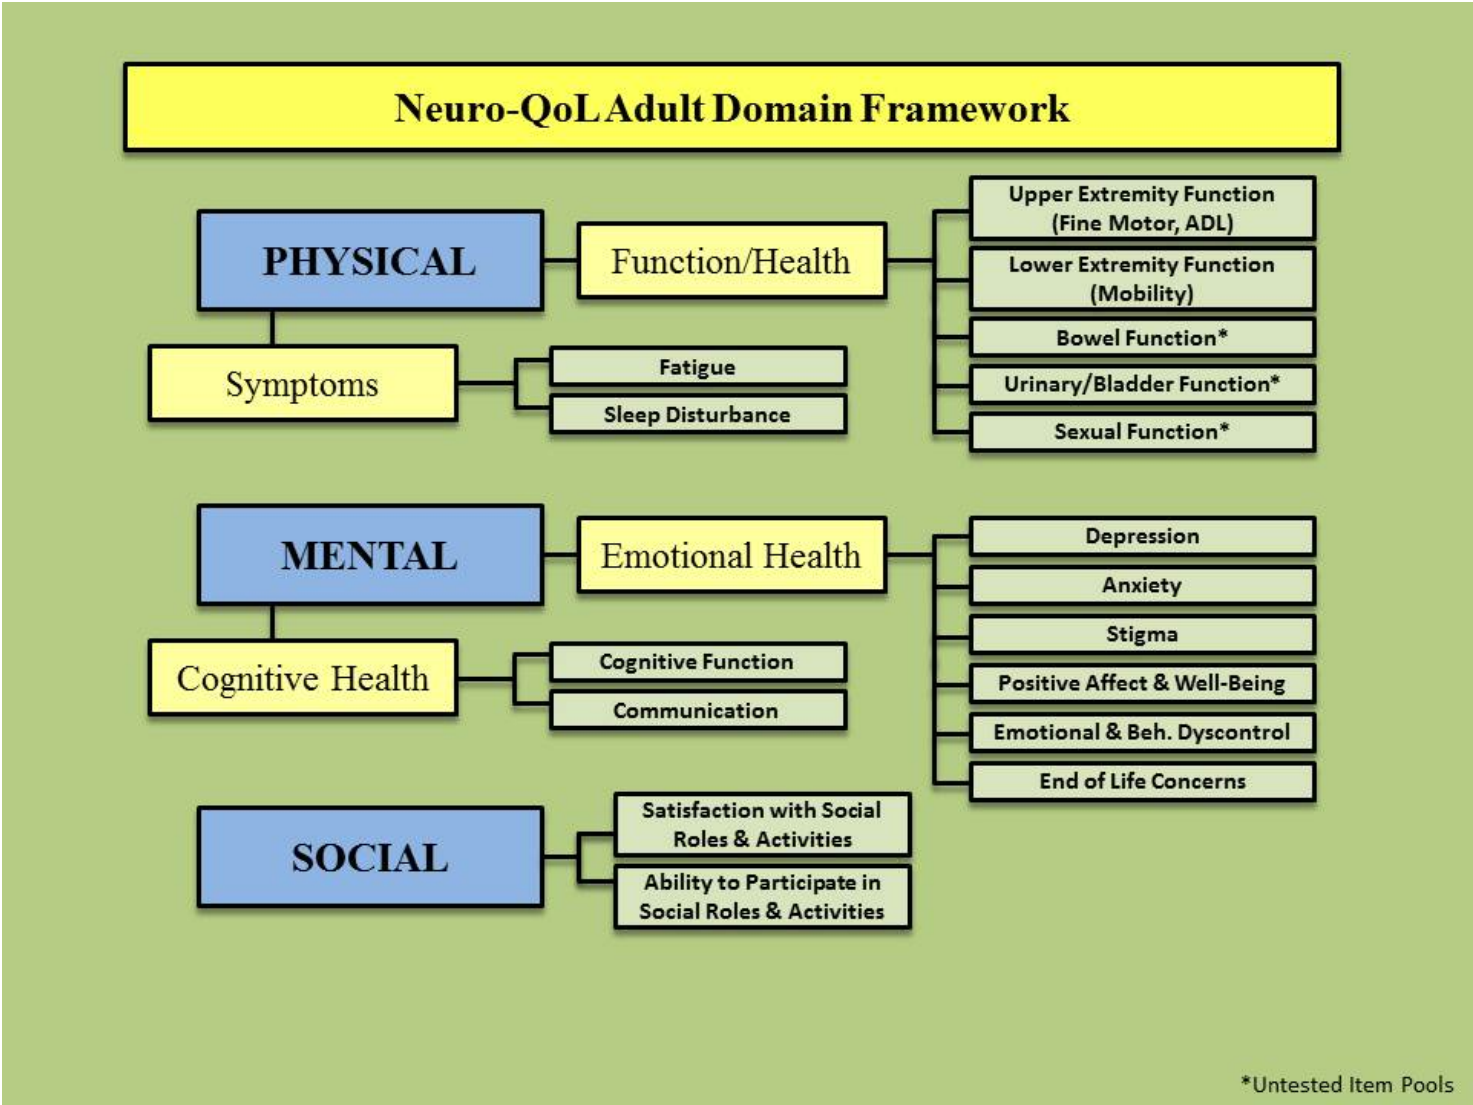 Neuro-QoL Adult Domain Framework
PHYSICAL
Function/Health
Upper Extremity Function
(Fine Motor, ADL)
Lower Extremity Function
(Mobility)
Bowel Function*
Urinary/Bladder Function*
Sexual Function*
Symptoms
Fatigue
Sleep Disturbance
MENTAL
Emotional Health
Depression
Anxiety
Stigma
Positive Affect & Well-Being
Emotional & Beh. Dyscontrol
End of Life Concerns
Cognitive Health
Cognitive Function
Communication
SOCIAL
Satisfaction with Social
Roles & Activities
Ability to Participate in
Social Roles & Activities
*Untested Item Pools